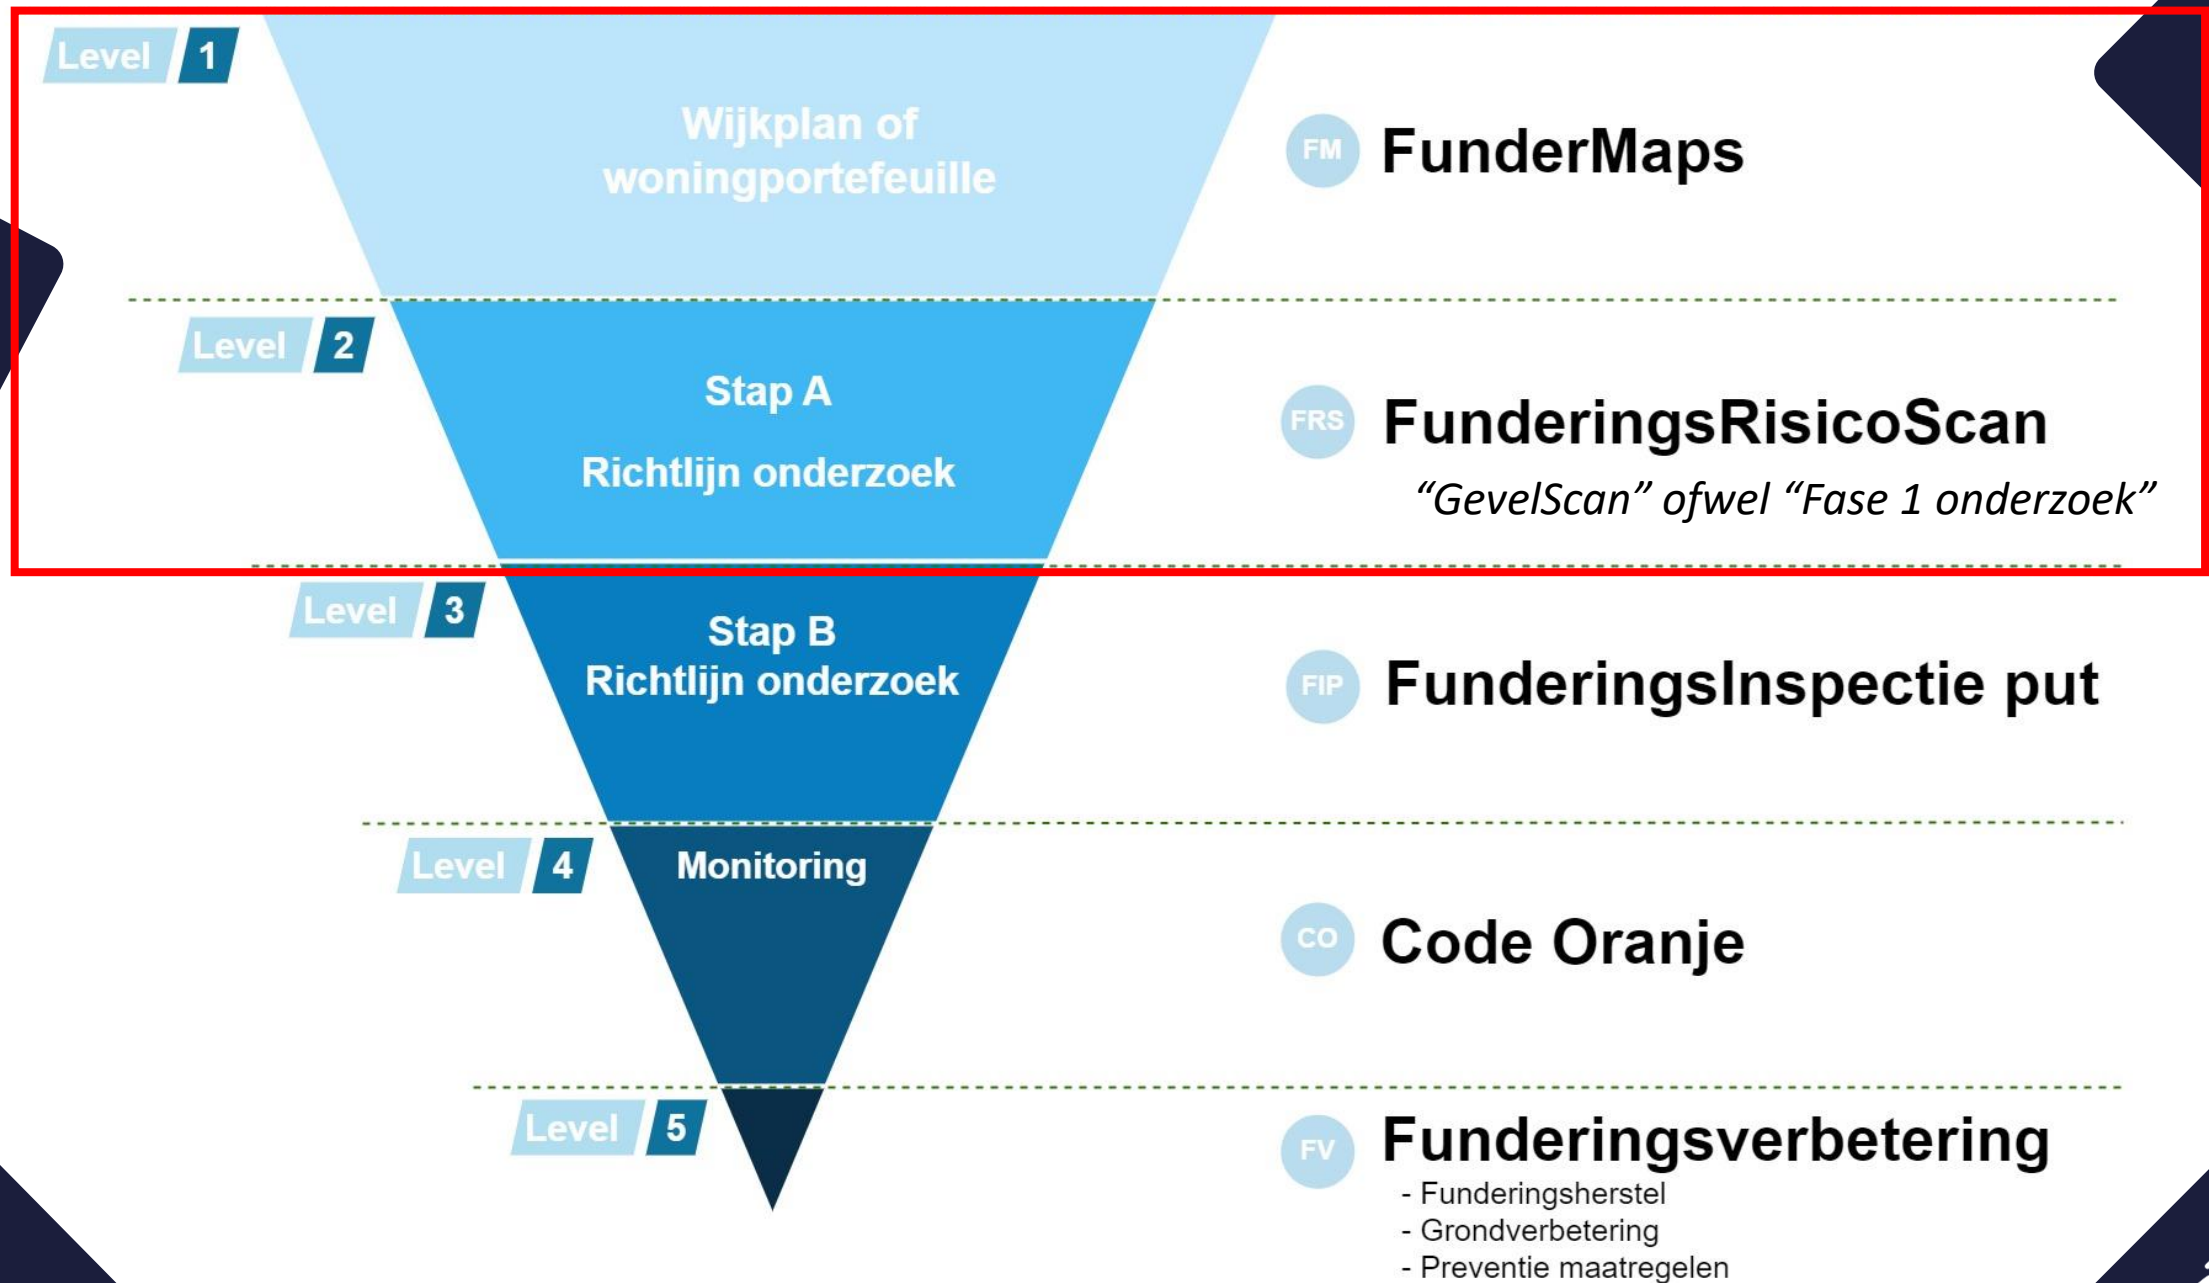 Level 1
Wijkplan of
woningportefeuille
FM FunderMaps
Level 2
Stap A
Richtlijn onderzoek
FRS FunderingsRisicoScan
“GevelScan” ofwel “Fase 1 onderzoek”
Level 3
Stap B
Richtlijn onderzoek
FIP FunderingsInspectie put
Level 4
Monitoring
CO Code Oranje
Level 5
FV Funderingsverbetering
- Funderingsherstel
- Grondverbetering
- Preventie maatregelen